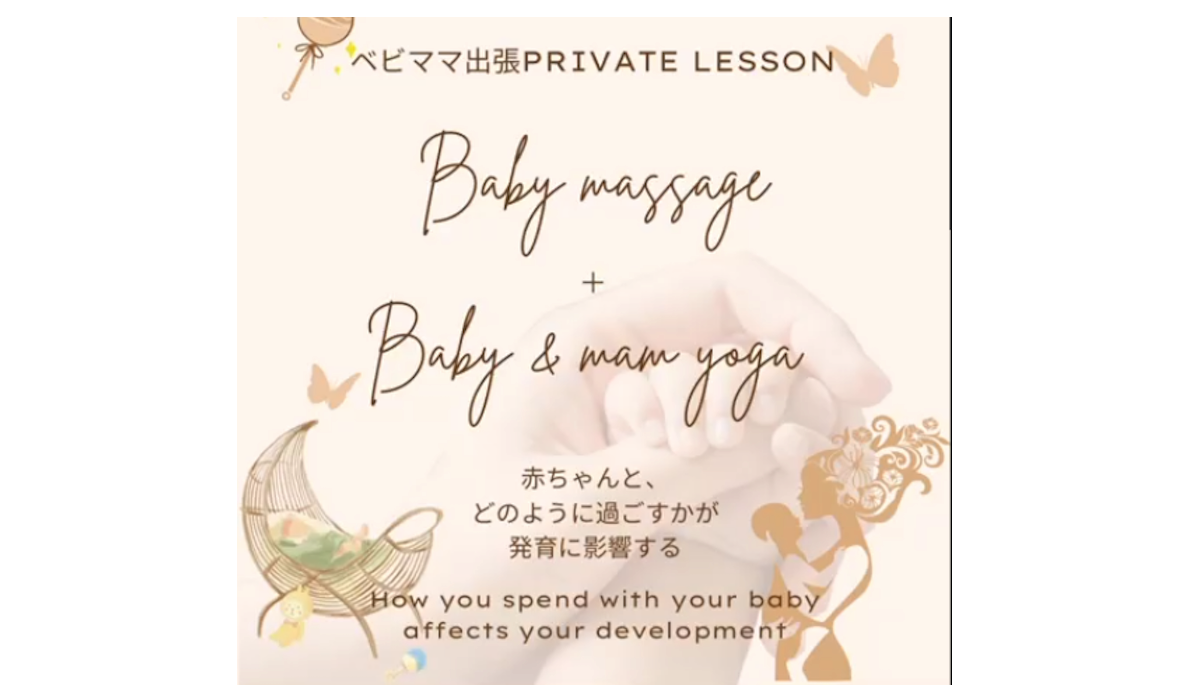 ベビママ出張PRIVATE LESSON
Baby massage
+
Baby & mam yoga
赤ちゃんと、
どのように過ごすかが
発育に影響する
How you spend with your baby
affects your development